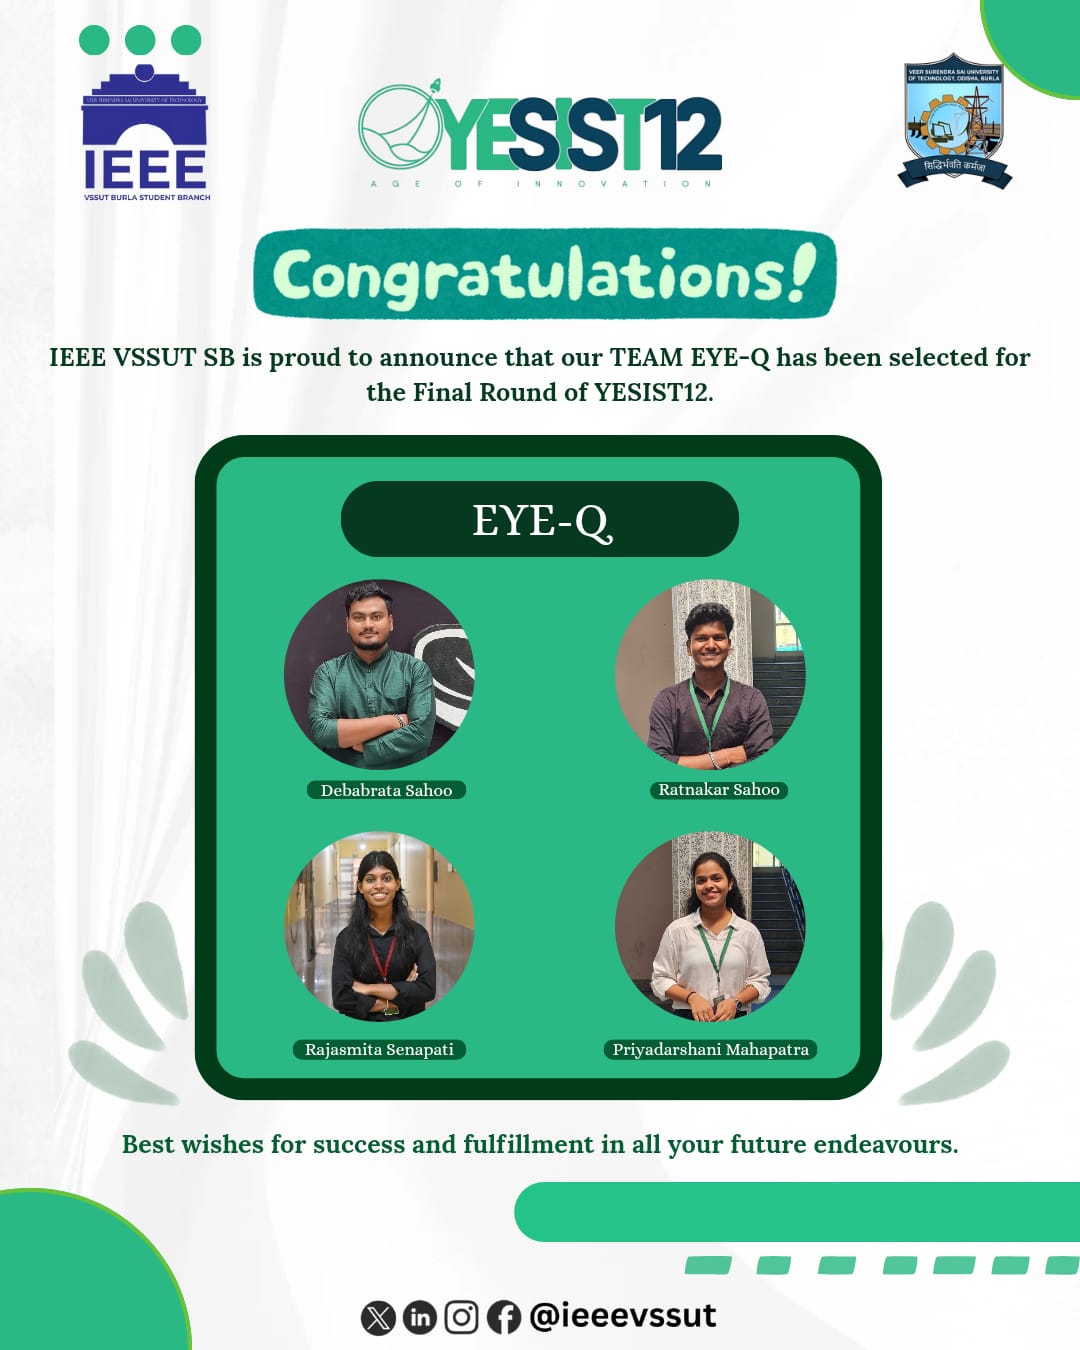 VEER SURENDRA SAI UNIVERSITY OF TECHNOLOGY
IEEE
VSSUT BURLA STUDENT BRANCH
YESIST12
AGE OF INNOVATION
VEER SURENDRA SAI UNIVERSITY
OF TECHNOLOGY, ODISHA, BURLA
सिद्धिर्भवति कर्मजा
Congratulations!
IEEE VSSUT SB is proud to announce that our TEAM EYE-Q has been selected for
the Final Round of YESIST12.
EYE-Q
Debabrata Sahoo
Ratnakar Sahoo
Rajasmita Senapati
Priyadarshani Mahapatra
Best wishes for success and fulfillment in all your future endeavours.
@ieeevssut